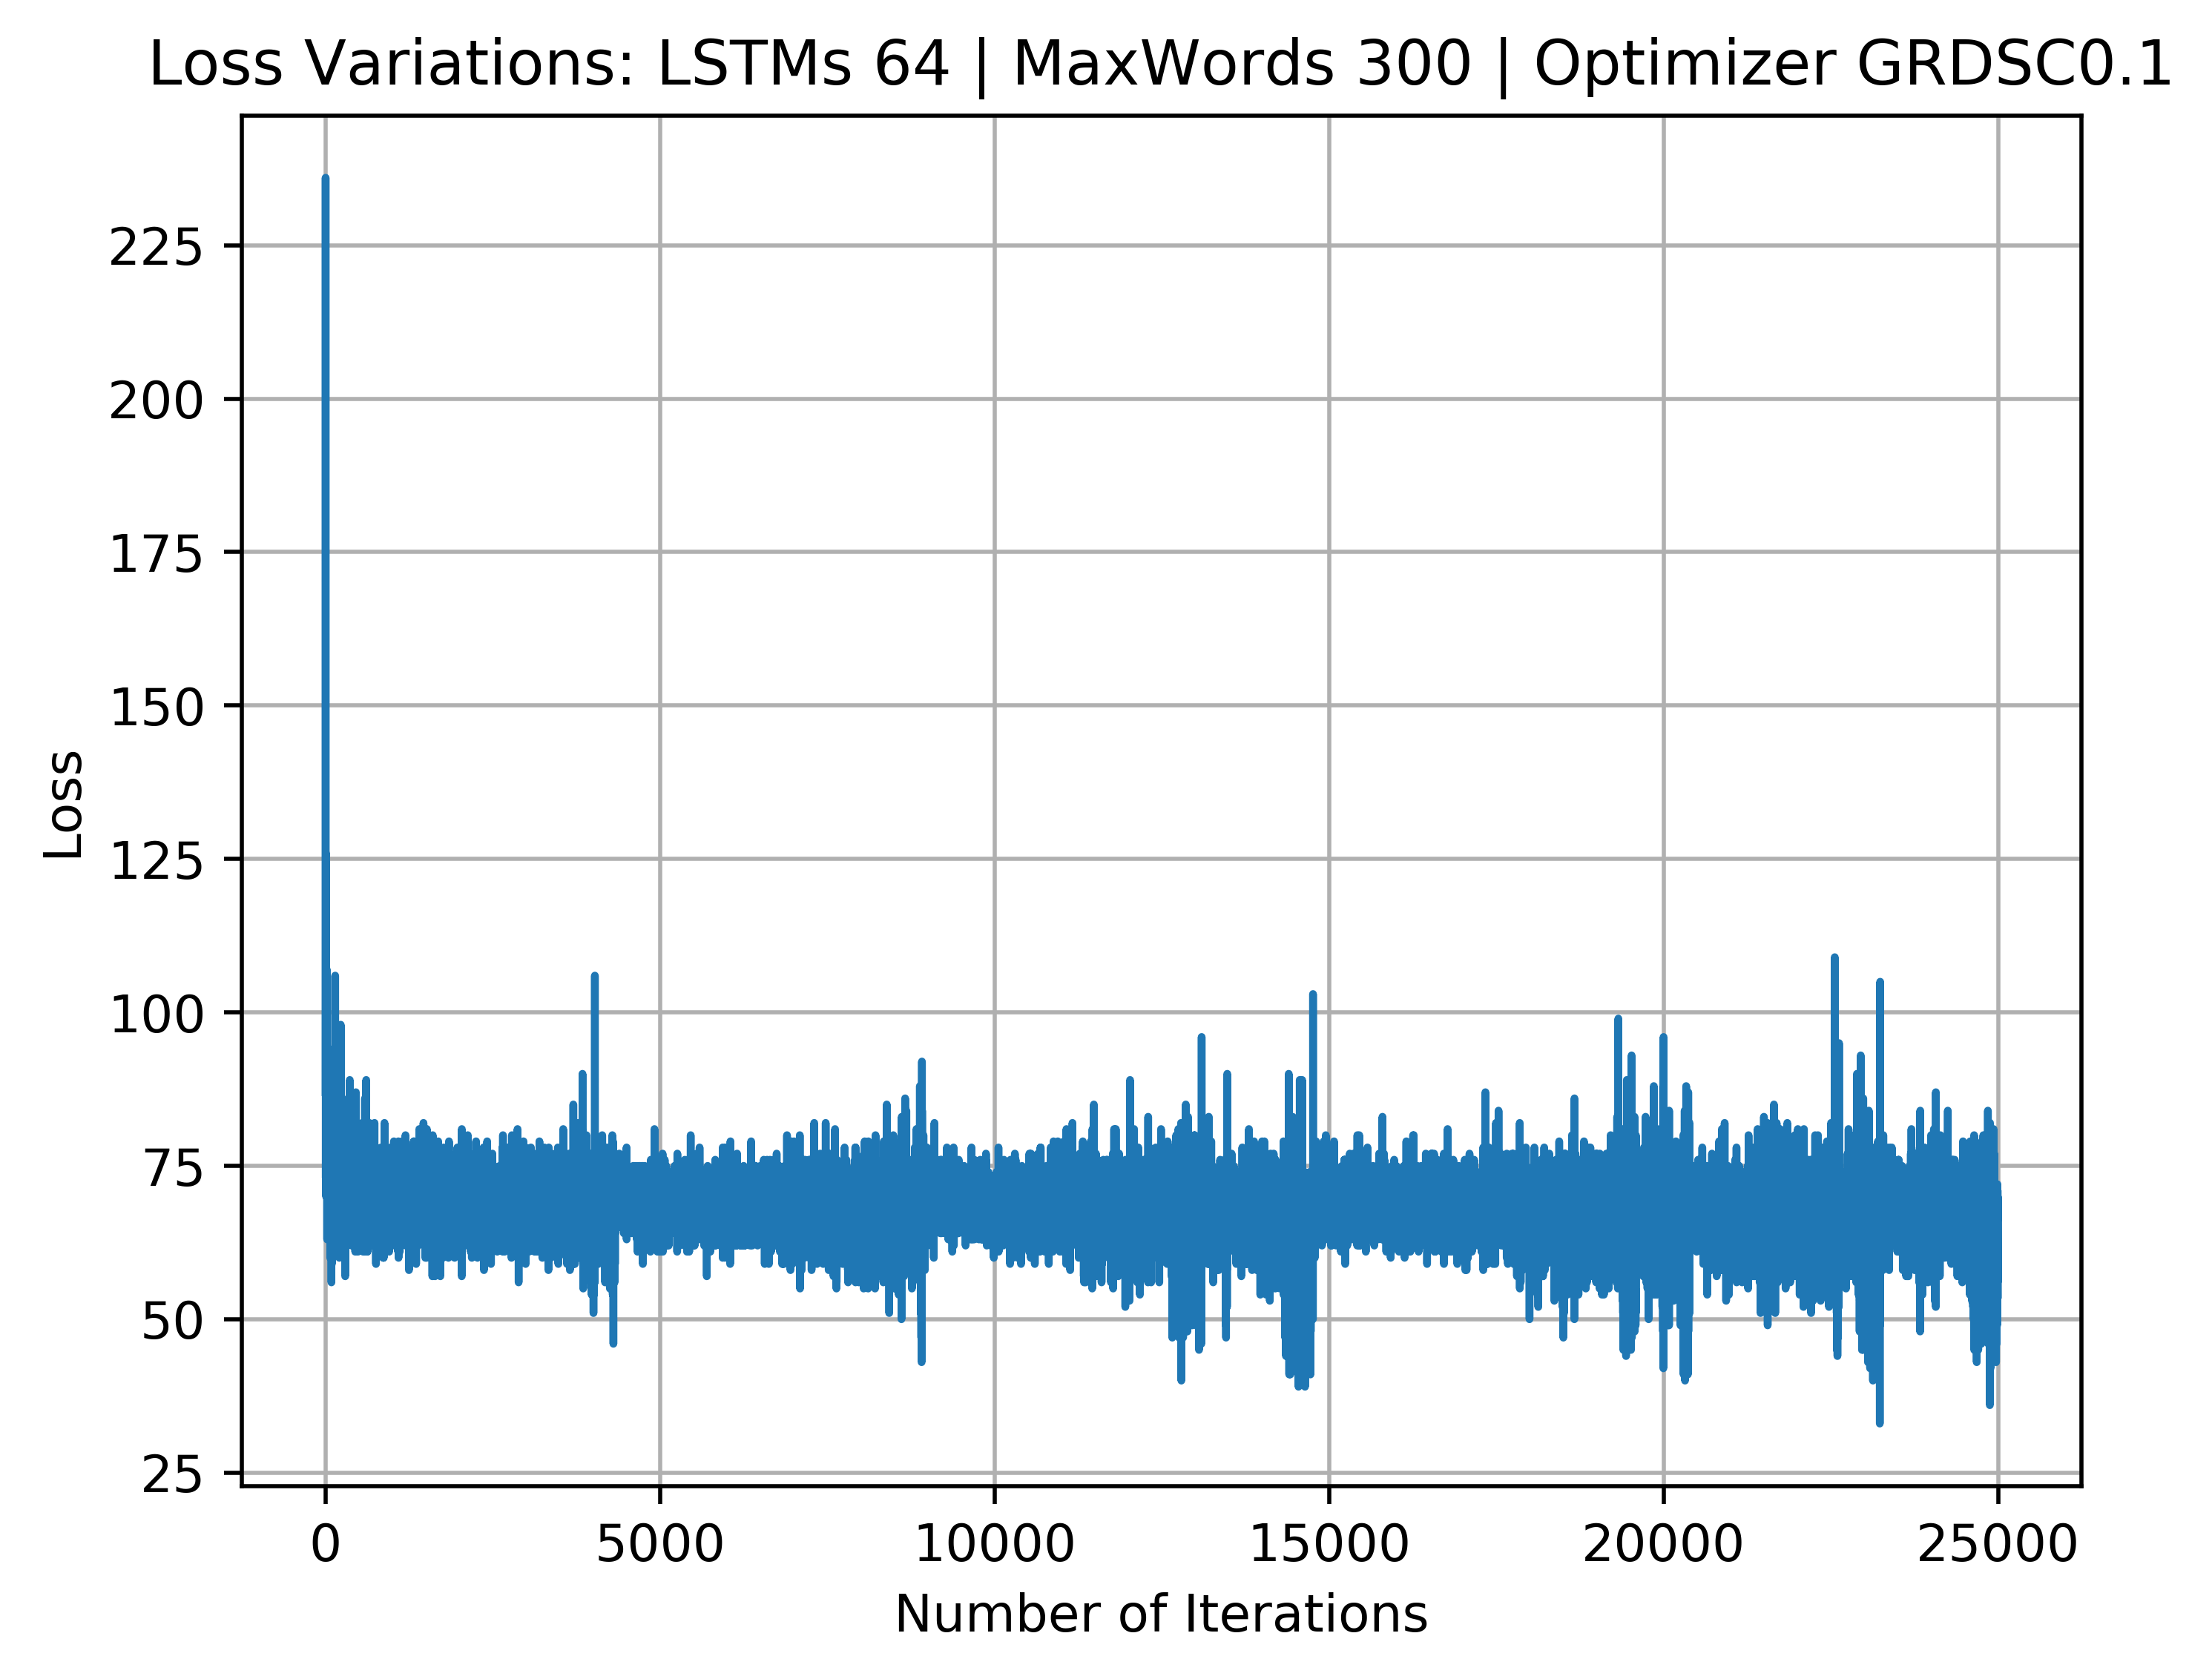 Loss Variations: LSTMs 64 | MaxWords 300 | Optimizer GRDSC0.1
225
200
175
150
125
100
75
50
25
Loss
0 5000 10000 15000 20000 25000
Number of Iterations